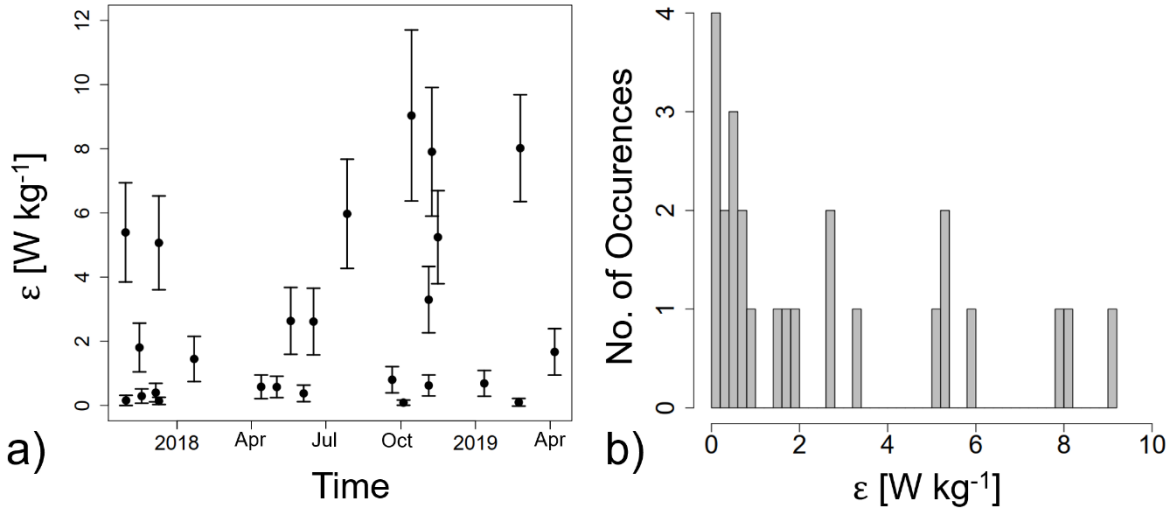 ε [W kg-1]
12
10
8
6
4
2
0
2018 Apr Jul Oct 2019 Apr
Time
a)
No. of Occurences
4
3
2
1
0
0 2 4 6 8 10
ε [W kg-1]
b)